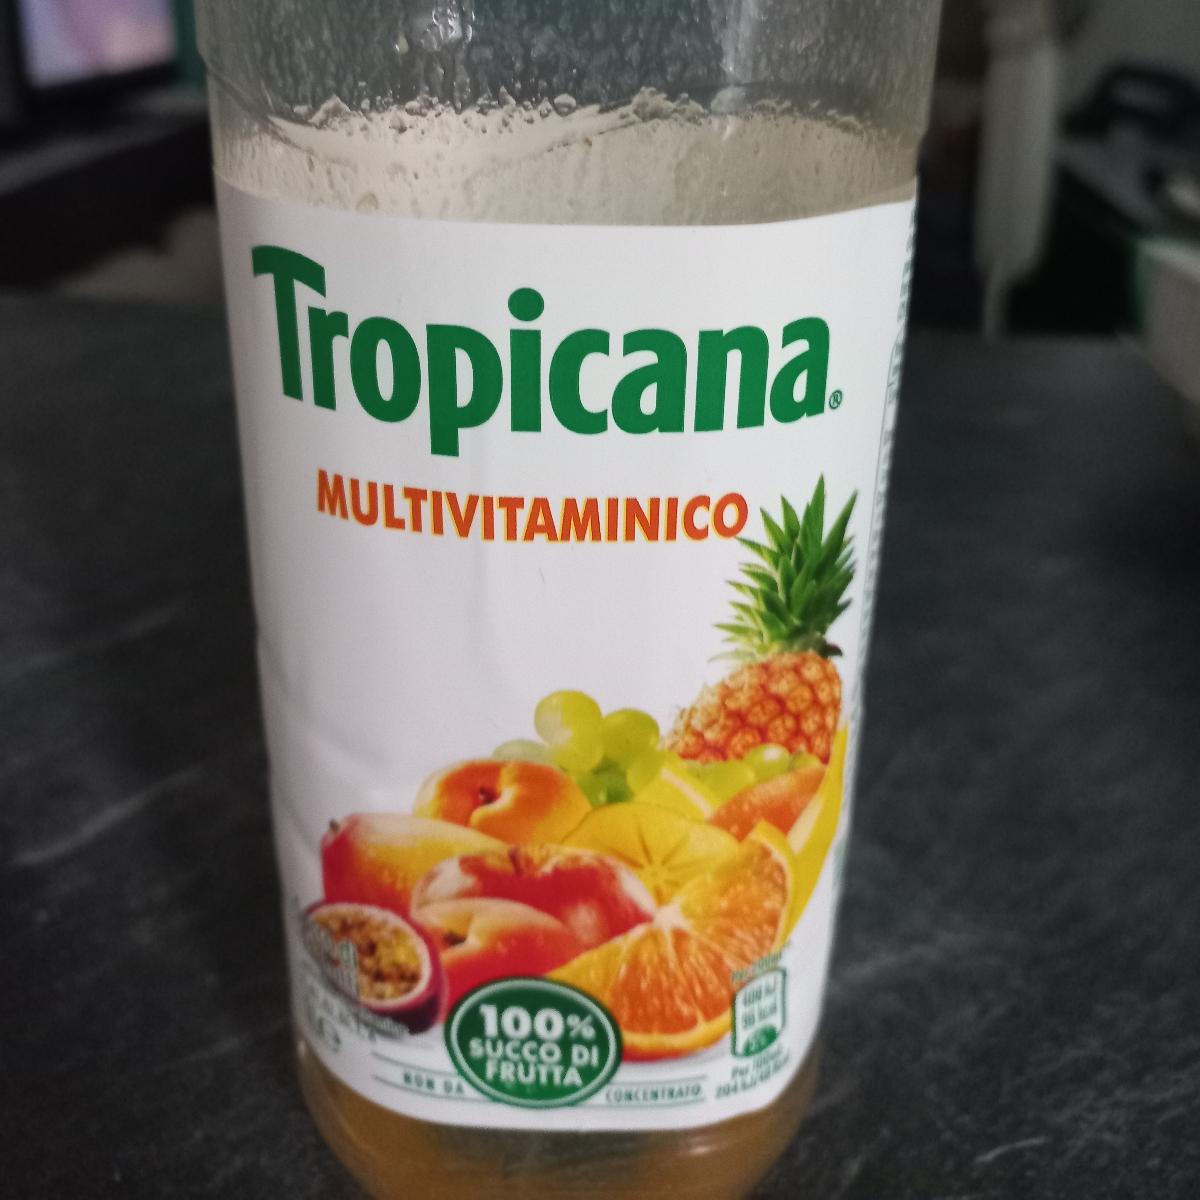 Tropicana®
MULTIVITAMINICO
100%
SUCCO DI
FRUTTA
NON DA
CONCENTRATO.